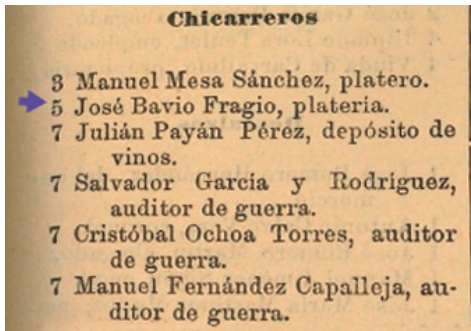 Chicarreros
3 Manuel Mesa Sánchez, platero.
5 José Bavio Fragio, plateria.
7 Julián Payán Pérez, depósito de
vinos.
7 Salvador García y Rodríguez,
auditor de guerra.
7 Cristóbal Ochoa Torres, auditor
de guerra.
7 Manuel Fernández Capalleja, au-
ditor de guerra.